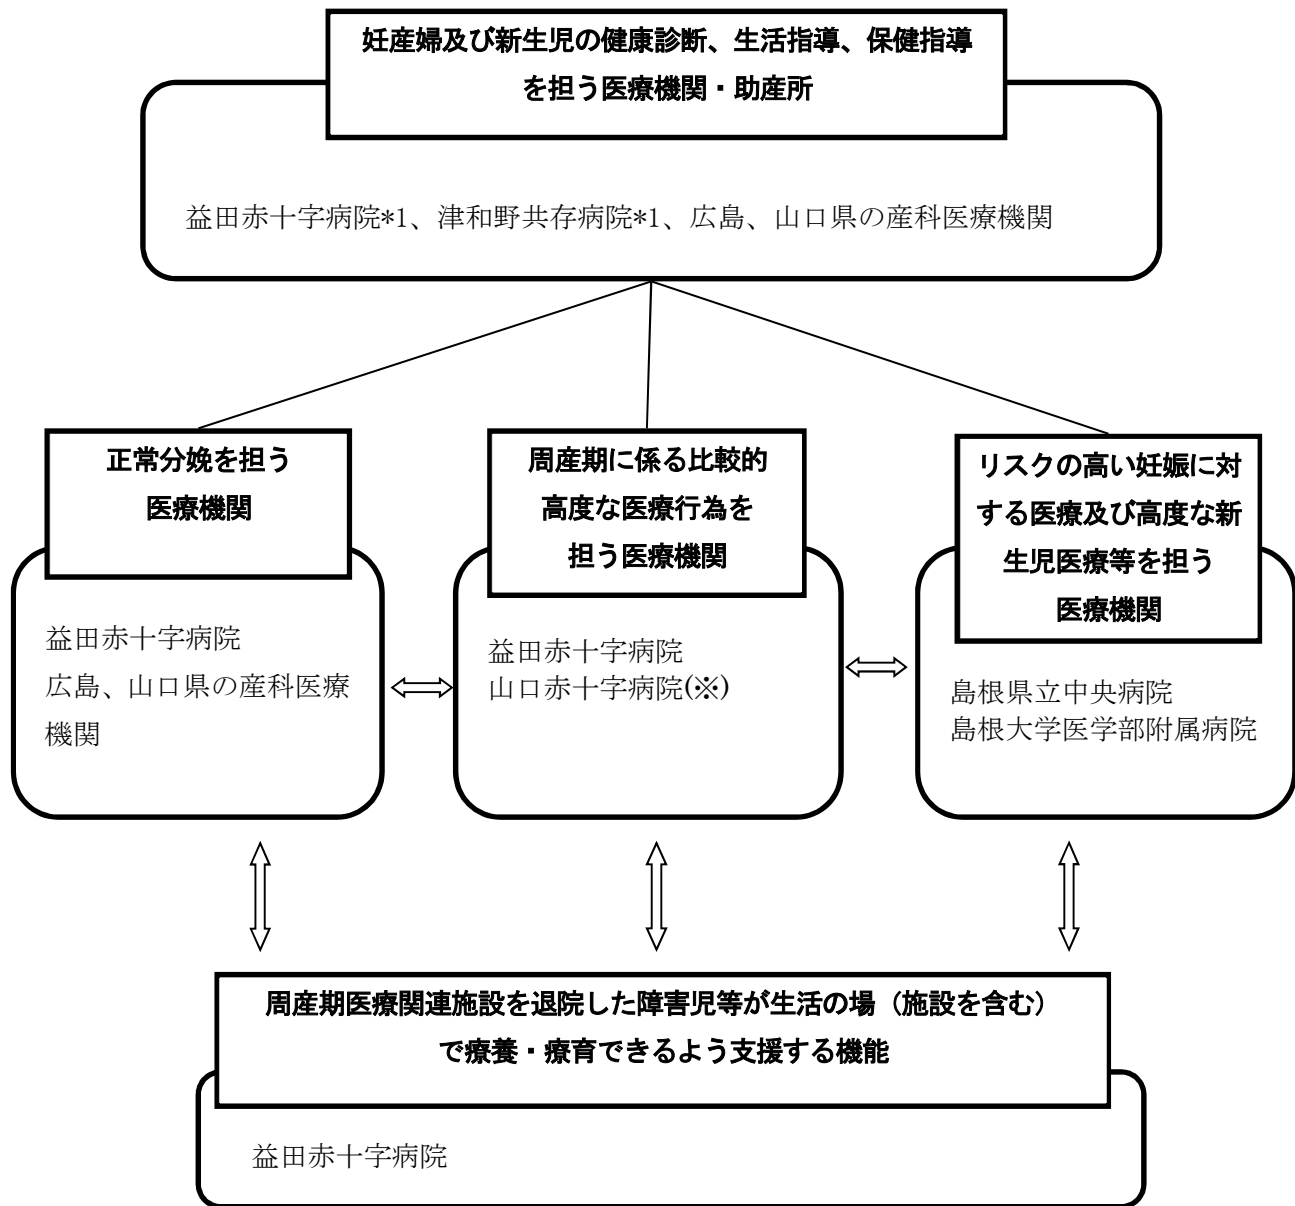 妊産婦及び新生児の健康診断、生活指導、保健指導
を担う医療機関・助産所
益田赤十字病院*1、津和野共存病院*1、広島、山口県の産科医療機関
正常分娩を担う
医療機関
益田赤十字病院
広島、山口県の産科医療
機関
周産期に係る比較的
高度な医療行為を
担う医療機関
益田赤十字病院
山口赤十字病院(※)
リスクの高い妊娠に対
する医療及び高度な新
生児医療等を担う
医療機関
島根県立中央病院
島根大学医学部附属病院
周産期医療関連施設を退院した障害児等が生活の場（施設を含む）
で療養・療育できるよう支援する機能
益田赤十字病院